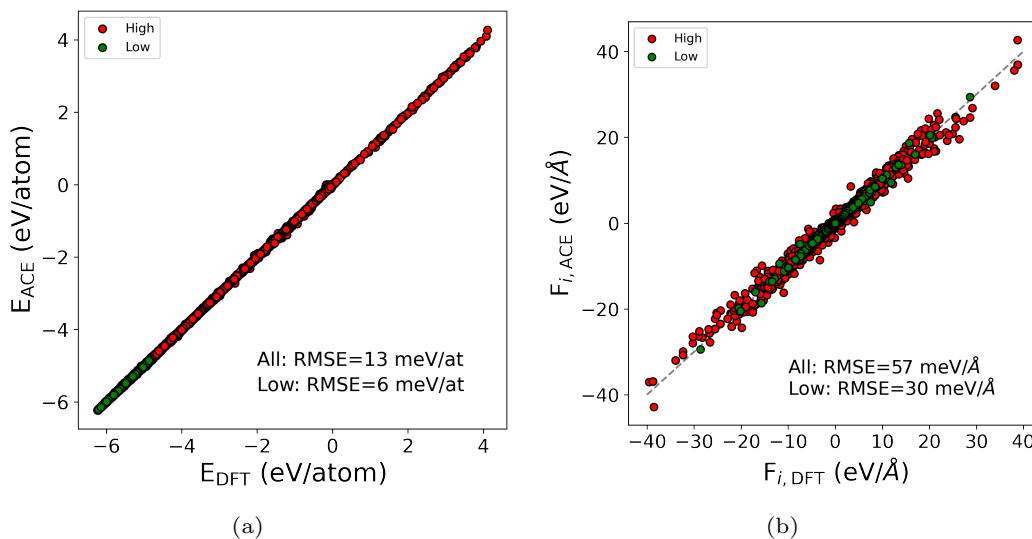 High
Low
4
2
0
−2
−4
−6
E_ACE (eV/atom)
All: RMSE=13 meV/at
Low: RMSE=6 meV/at
−6 −4 −2 0 2 4
E_DFT (eV/atom)
(a)
High
Low
40
20
0
−20
−40
F_i, ACE (eV/Å)
All: RMSE=57 meV/Å
Low: RMSE=30 meV/Å
−40 −30 −20 −10 0 10 20 30 40
F_i, DFT (eV/Å)
(b)